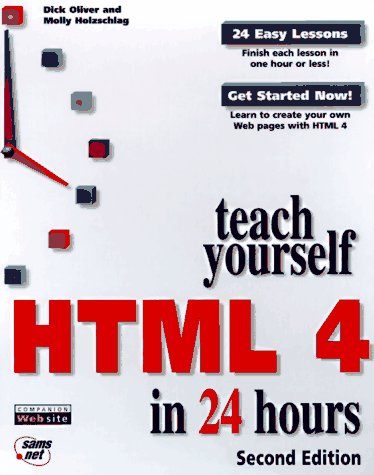 Dick Oliver and
Molly Holzschlag
24 Easy Lessons
Finish each lesson in
one hour or less!
Get Started Now!
Learn to create your own
Web pages with HTML 4
teach
yourself
HTML 4
in 24 hours
Second Edition
COMPANION
Website
sams
.net